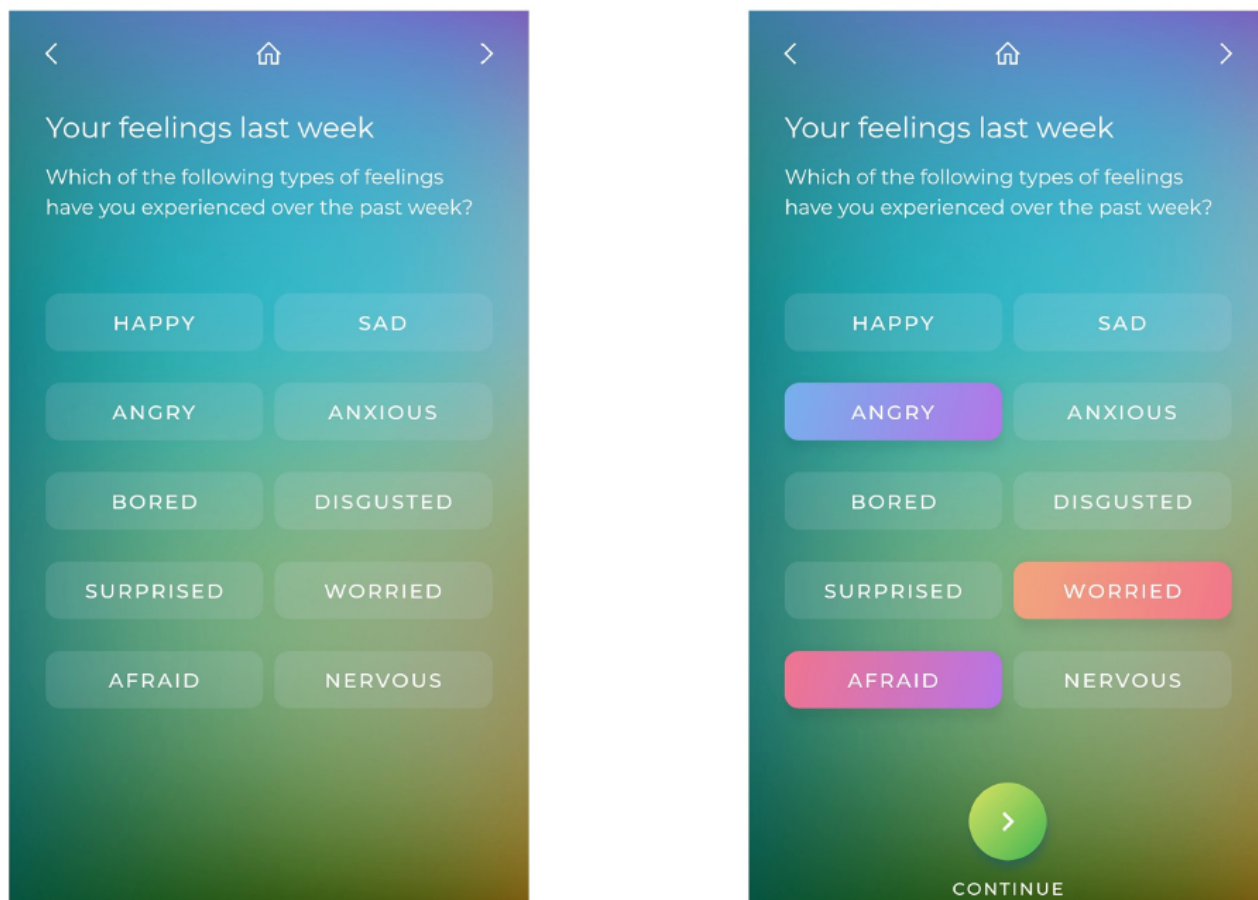 Your feelings last week
Which of the following types of feelings
have you experienced over the past week?
HAPPY SAD
ANGRY ANXIOUS
BORED DISGUSTED
SURPRISED WORRIED
AFRAID NERVOUS
Your feelings last week
Which of the following types of feelings
have you experienced over the past week?
HAPPY SAD
ANGRY ANXIOUS
BORED DISGUSTED
SURPRISED WORRIED
AFRAID NERVOUS
CONTINUE